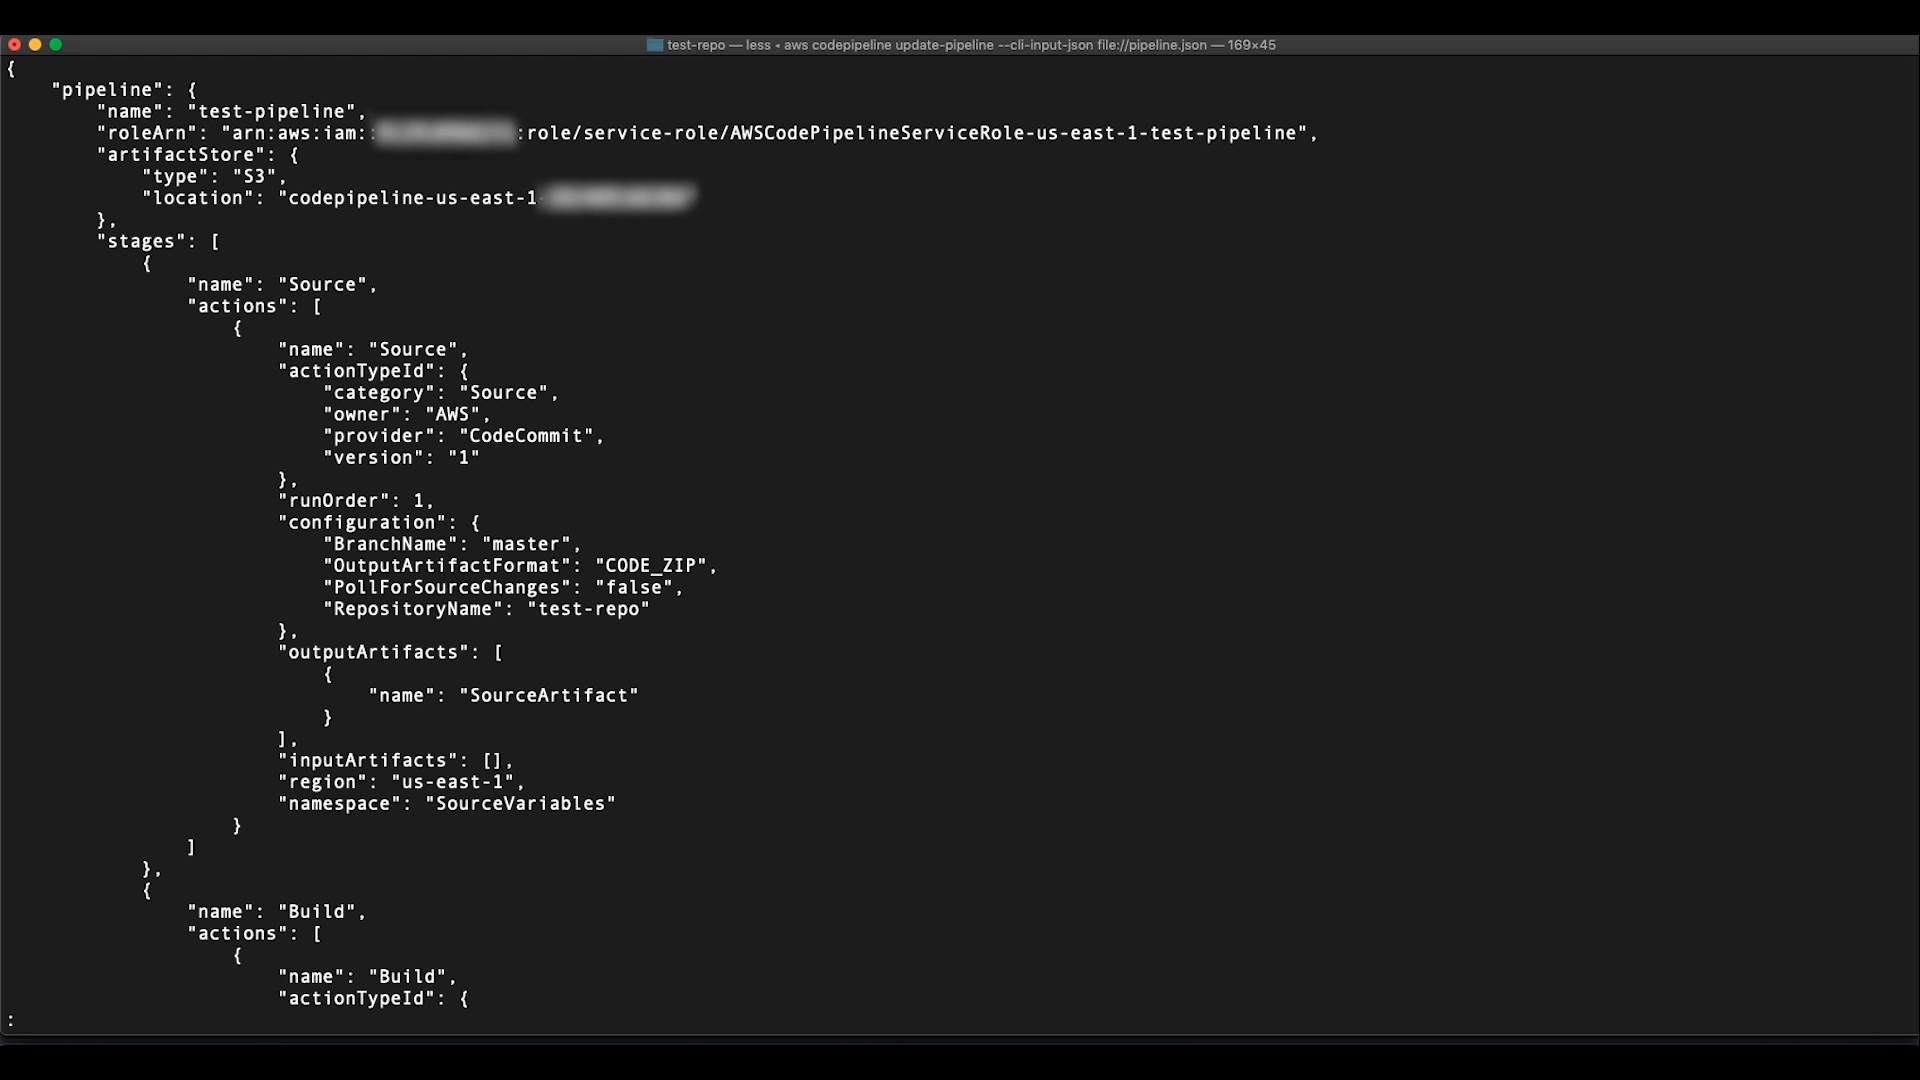 test-repo — less ◂ aws codepipeline update-pipeline --cli-input-json file://pipeline.json — 169×45
{
    "pipeline": {
        "name": "test-pipeline",
        "roleArn": "arn:aws:iam::role/service-role/AWSCodePipelineServiceRole-us-east-1-test-pipeline",
        "artifactStore": {
            "type": "S3",
            "location": "codepipeline-us-east-1-
        },
        "stages": [
            {
                "name": "Source",
                "actions": [
                    {
                        "name": "Source",
                        "actionTypeId": {
                            "category": "Source",
                            "owner": "AWS",
                            "provider": "CodeCommit",
                            "version": "1"
                        },
                        "runOrder": 1,
                        "configuration": {
                            "BranchName": "master",
                            "OutputArtifactFormat": "CODE_ZIP",
                            "PollForSourceChanges": "false",
                            "RepositoryName": "test-repo"
                        },
                        "outputArtifacts": [
                            {
                                "name": "SourceArtifact"
                            }
                        ],
                        "inputArtifacts": [],
                        "region": "us-east-1",
                        "namespace": "SourceVariables"
                    }
                ]
            },
            {
                "name": "Build",
                "actions": [
                    {
                        "name": "Build",
                        "actionTypeId": {
: